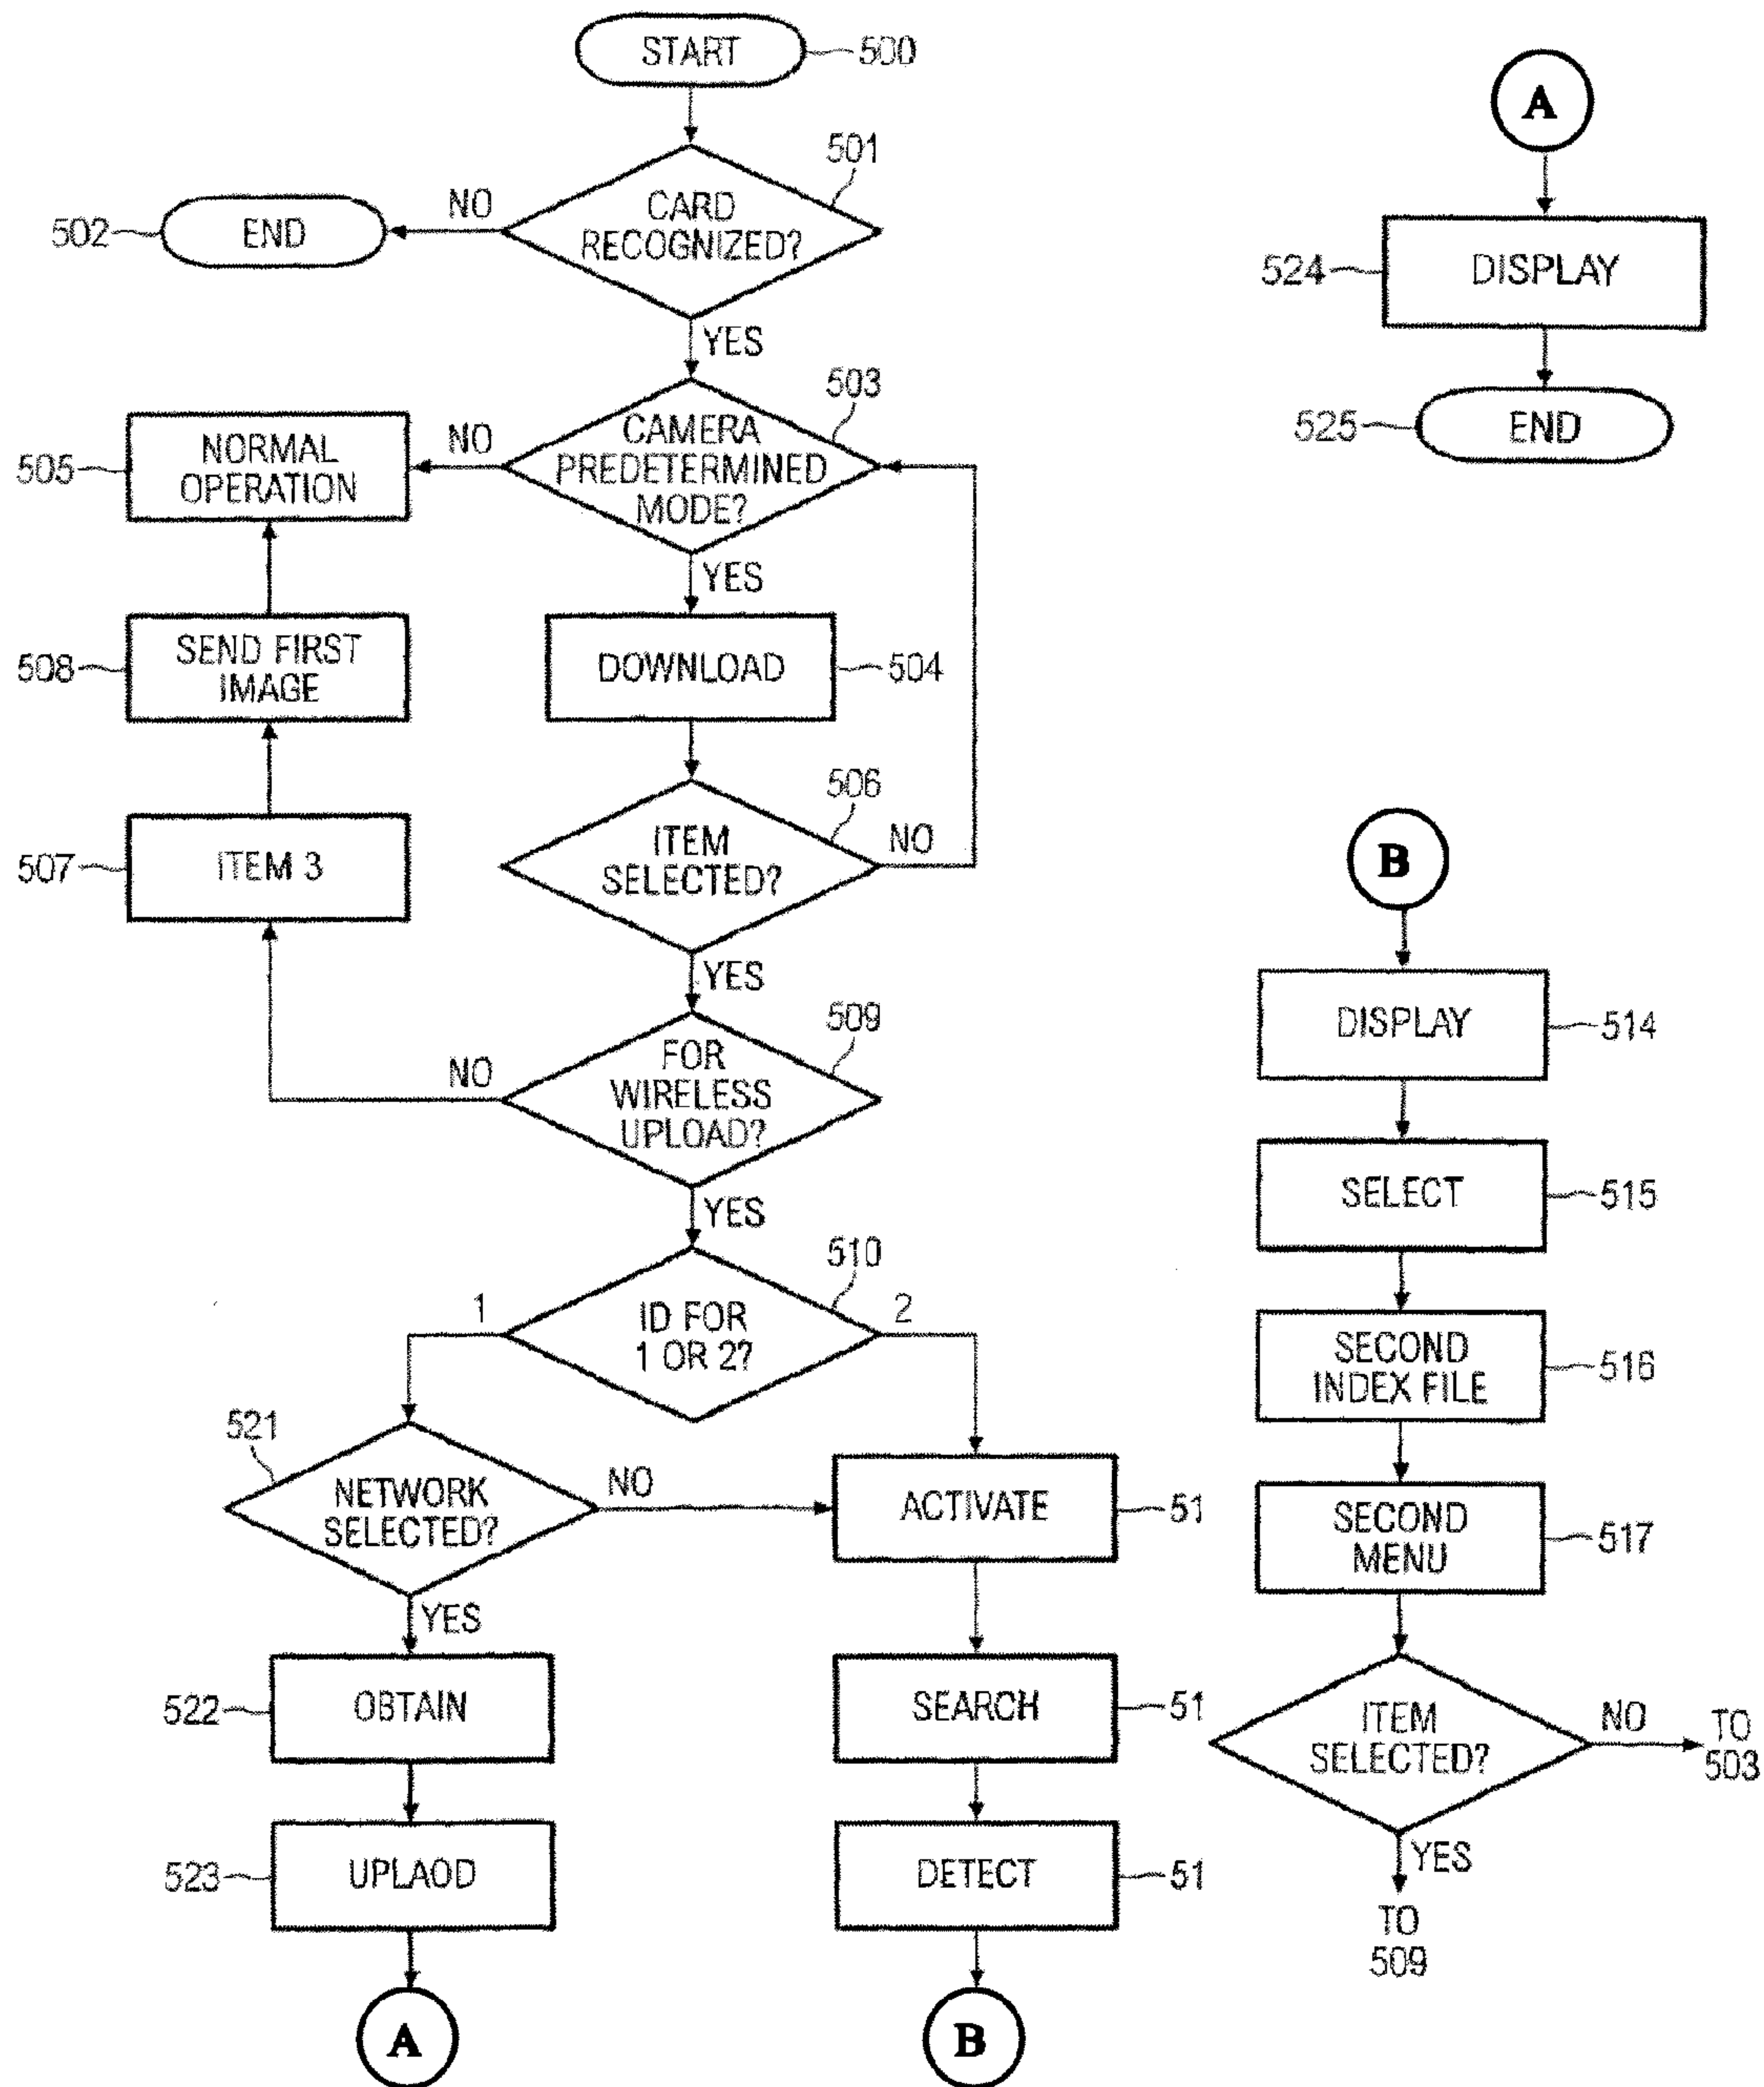 START
500
501
CARD
RECOGNIZED?
NO
502
END
YES
503
CAMERA
PREDETERMINED
MODE?
NO
505
NORMAL
OPERATION
YES
508
SEND FIRST
IMAGE
DOWNLOAD
504
506
ITEM
SELECTED?
NO
507
ITEM 3
YES
509
FOR
WIRELESS
UPLOAD?
NO
YES
510
ID FOR
1 OR 2?
1
2
521
NETWORK
SELECTED?
NO
ACTIVATE
51
YES
522
OBTAIN
SEARCH
51
523
UPLAOD
DETECT
51
A
B
A
524
DISPLAY
525
END
B
DISPLAY
514
SELECT
515
SECOND
INDEX FILE
516
SECOND
MENU
517
ITEM
SELECTED?
NO
TO
503
YES
TO
509